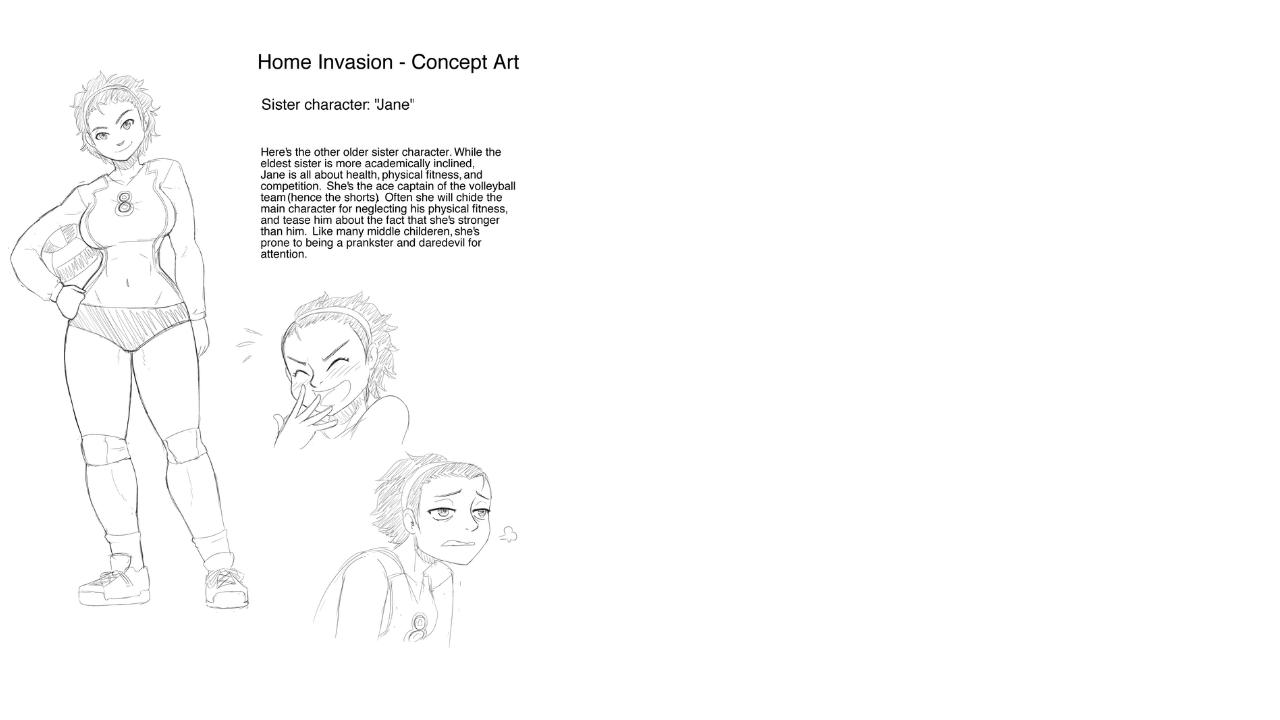 Home Invasion - Concept Art
Sister character: "Jane"
Here's the other older sister character. While the
eldest sister is more academically inclined,
Jane is all about health, physical fitness, and
competition. She's the ace captain of the volleyball
team (hence the shorts). Often she will chide the
main character for neglecting his physical fitness,
and tease him about the fact that she's stronger
than him. Like many middle childeren, she's
prone to being a prankster and daredevil for
attention.
8
8